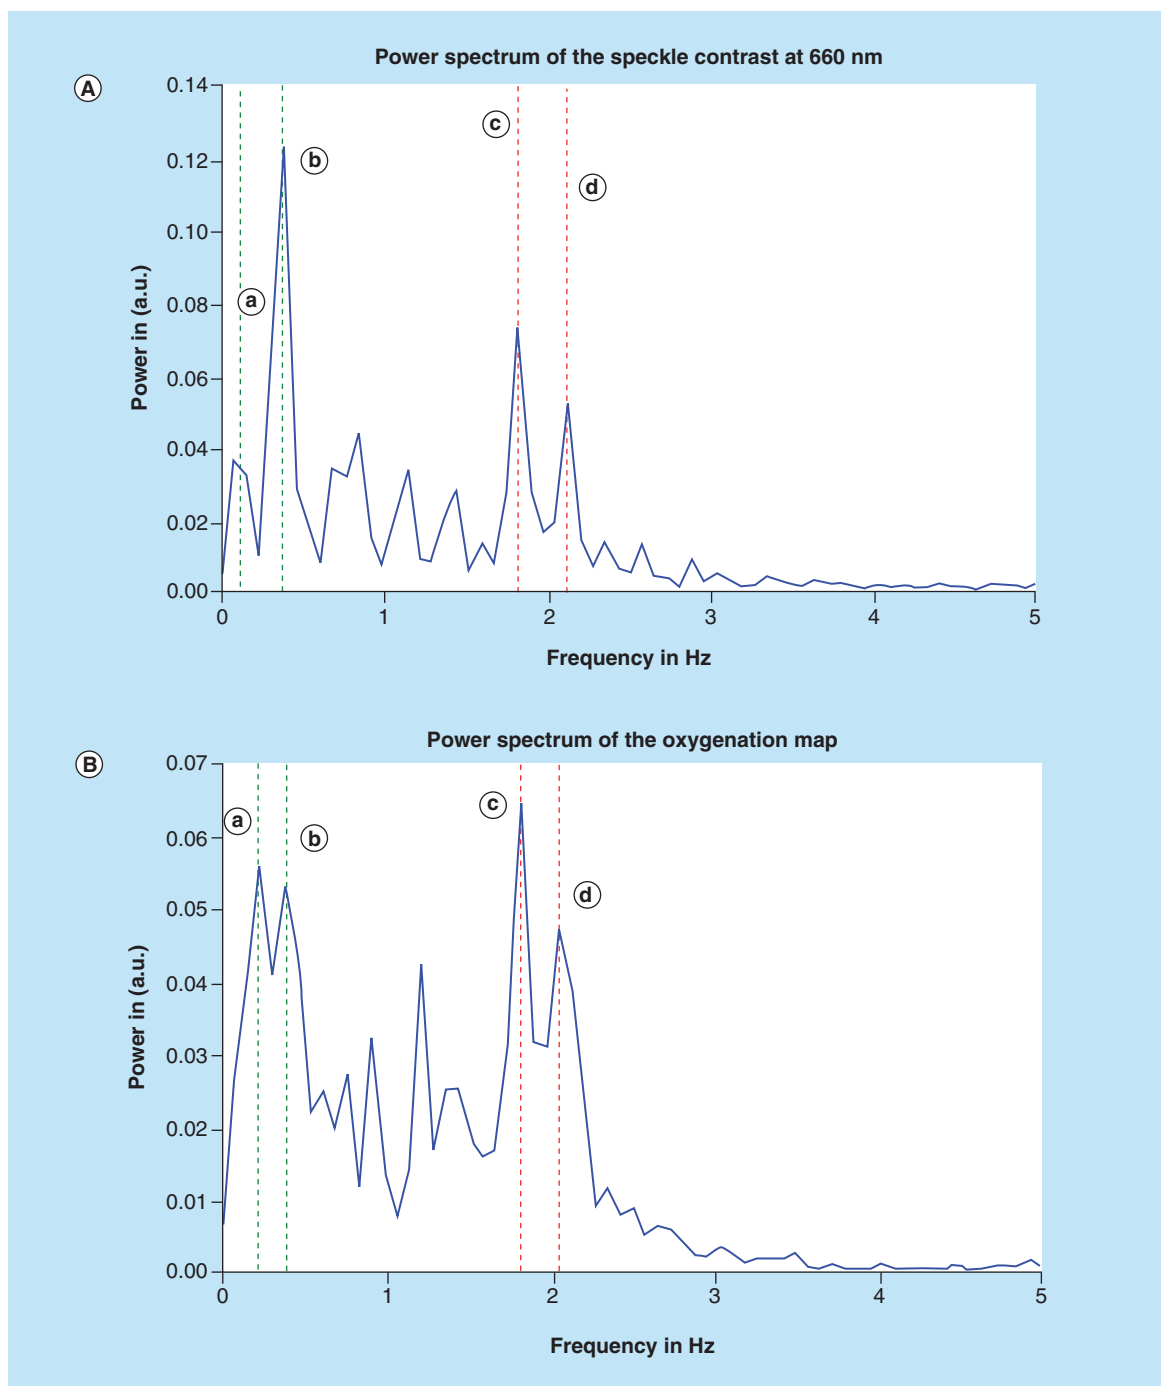 Power spectrum of the speckle contrast at 660 nm
A
0.14
0.12
0.10
0.08
0.06
0.04
0.02
0.00
Power in (a.u.)
a
b
c
d
0 1 2 3 4 5
Frequency in Hz
Power spectrum of the oxygenation map
B
0.07
0.06
0.05
0.04
0.03
0.02
0.01
0.00
Power in (a.u.)
a
b
c
d
0 1 2 3 4 5
Frequency in Hz